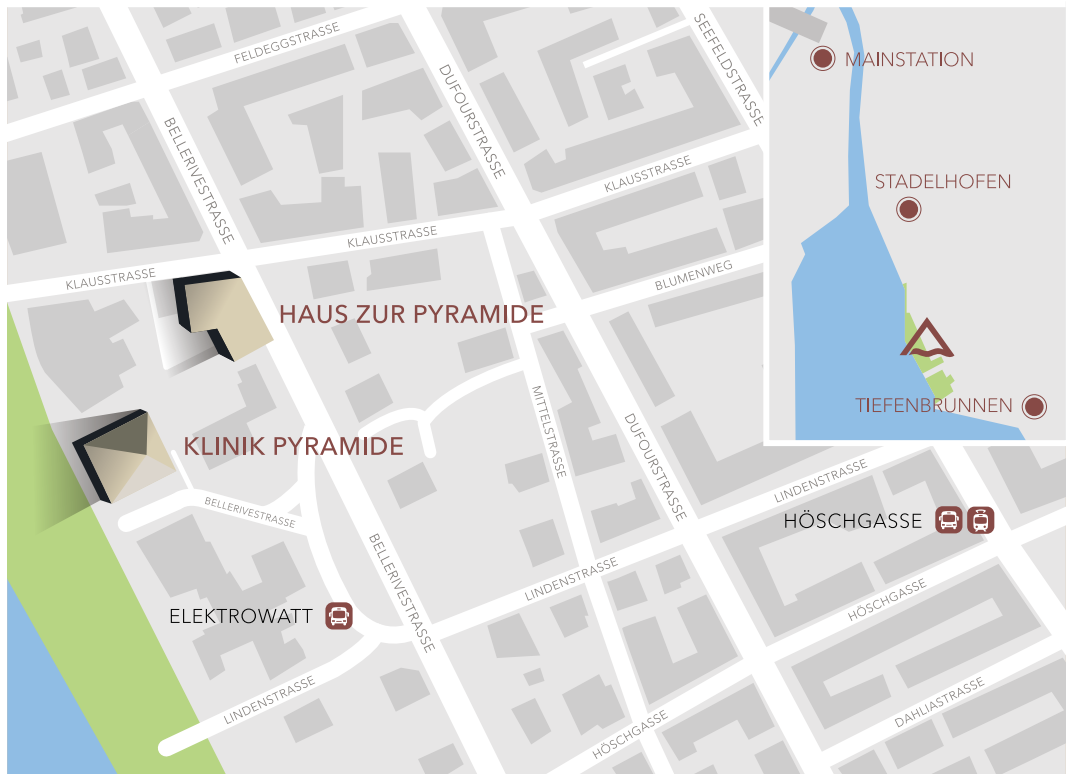 FELDEGGSTRASSE
SEEFELDSTRASSE
DUFOURSTRASSE
BELLERIVESTRASSE
KLAUSSTRASSE
KLAUSSTRASSE
KLAUSSTRASSE
BLUMENWEG
HAUS ZUR PYRAMIDE
MITTELSTRASSE
DUFOURSTRASSE
KLINIK PYRAMIDE
BELLERIVESTRASSE
LINDENSTRASSE
HÖSCHGASSE
BELLERIVESTRASSE
LINDENSTRASSE
HÖSCHGASSE
ELEKTROWATT
LINDENSTRASSE
HÖSCHGASSE
DAHLIASTRASSE
MAINSTATION
STADELHOFEN
TIEFENBRUNNEN